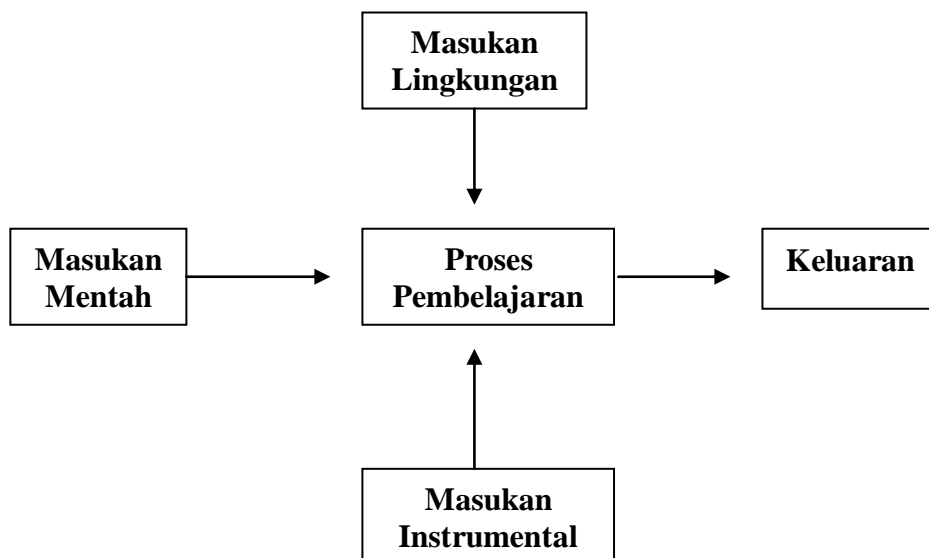 Masukan
Lingkungan
Masukan
Mentah
Proses
Pembelajaran
Keluaran
Masukan
Instrumental